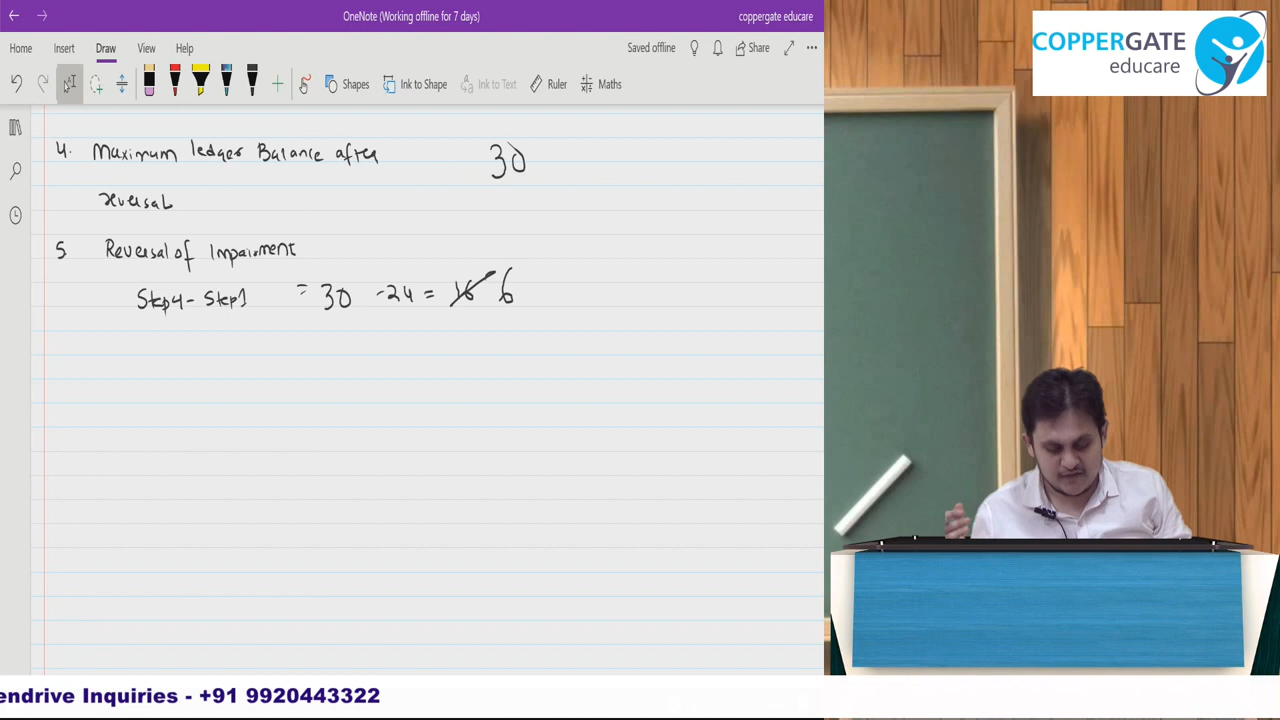 OneNote (Working offline for 7 days)
coppergate educare
Home Insert Draw View Help
Saved offline
Share
Shapes
Ink to Shape
Ink to Text
Ruler
Maths
COPPERGATE
educare
4. Maximum ledger Balance after 30
reversal
5 Reversal of Impairment
Step4 - Step1 = 30 - 24 = 16 6
endrive Inquiries - +91 9920443322